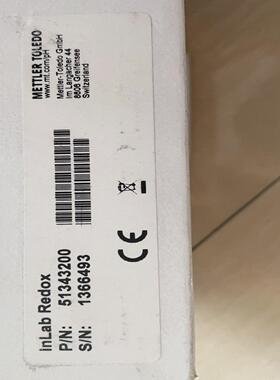 METTLER TOLEDO
www.mt.com/pH
Mettler-Toledo GmbH
Im Langacher 44
8606 Greifensee
Switzerland
InLab Redox
P/N: 51343200
S/N: 1366493
CE